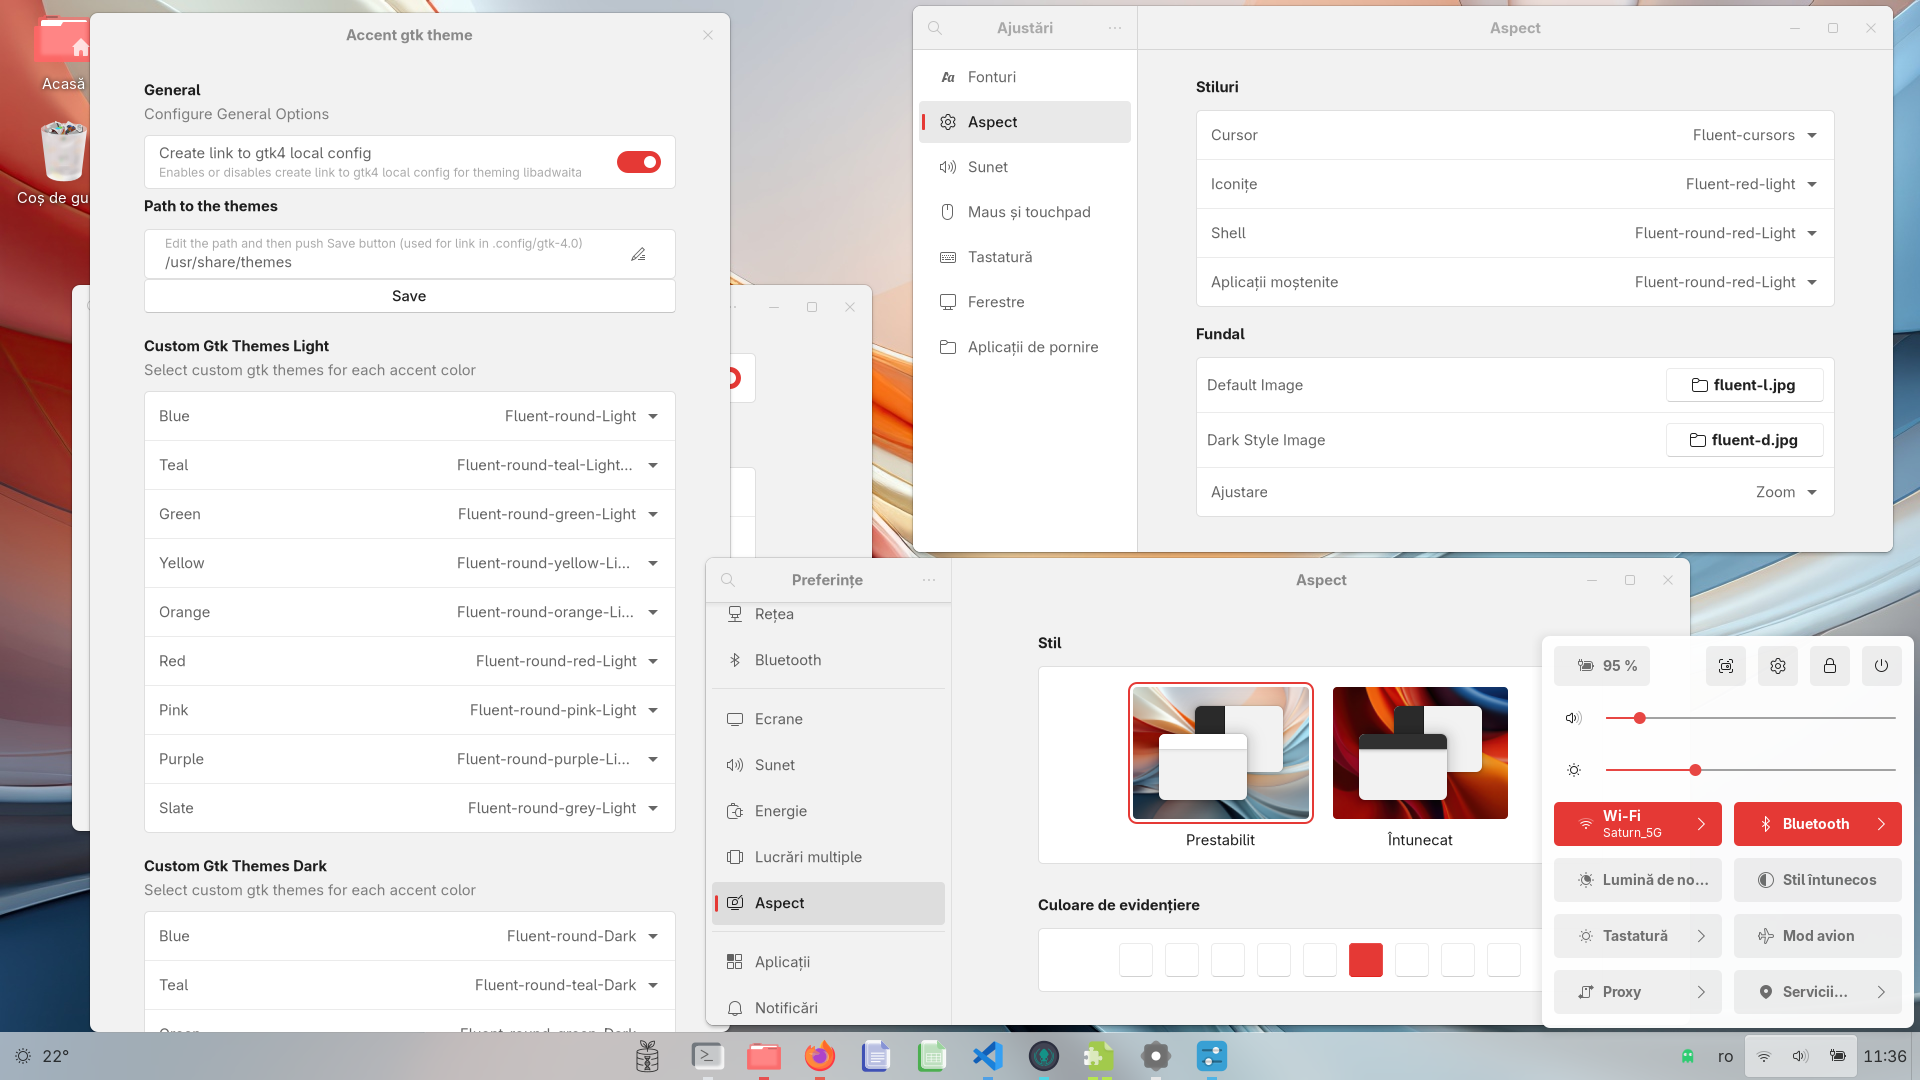 Acasă
Coș de gu
Accent gtk theme
General
Configure General Options
Create link to gtk4 local config
Enables or disables create link to gtk4 local config for theming libadwaita
Path to the themes
Edit the path and then push Save button (used for link in .config/gtk-4.0)
/usr/share/themes
Save
Custom Gtk Themes Light
Select custom gtk themes for each accent color
Blue Fluent-round-Light
Teal Fluent-round-teal-Light...
Green Fluent-round-green-Light
Yellow Fluent-round-yellow-Li...
Orange Fluent-round-orange-Li...
Red Fluent-round-red-Light
Pink Fluent-round-pink-Light
Purple Fluent-round-purple-Li...
Slate Fluent-round-grey-Light
Custom Gtk Themes Dark
Select custom gtk themes for each accent color
Blue Fluent-round-Dark
Teal Fluent-round-teal-Dark
Green Fluent-round-green-Dark
Ajustări
Fonturi
Aspect
Sunet
Maus și touchpad
Tastatură
Ferestre
Aplicații de pornire
Aspect
Stiluri
Cursor Fluent-cursors
Iconițe Fluent-red-light
Shell Fluent-round-red-Light
Aplicații moștenite Fluent-round-red-Light
Fundal
Default Image fluent-l.jpg
Dark Style Image fluent-d.jpg
Ajustare Zoom
Preferințe
Rețea
Bluetooth
Ecrane
Sunet
Energie
Lucrări multiple
Aspect
Aplicații
Notificări
Aspect
Stil
Prestabilit
Întunecat
Culoare de evidențiere
95 %
Wi-Fi
Saturn_5G
Bluetooth
Lumină de no...
Stil întunecos
Tastatură
Mod avion
Proxy
Servicii...
22°
ro
11:36